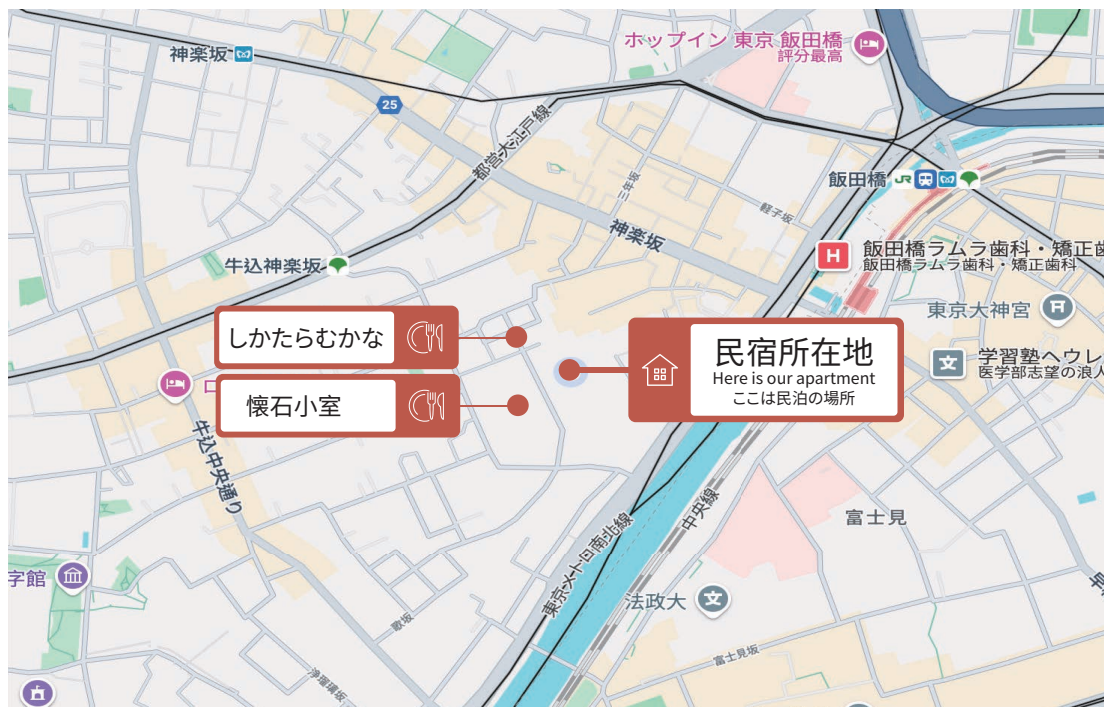 ホップイン 東京 飯田橋
評分最高
神楽坂
25
都営大江戸線
三年坂
軽子坂
飯田橋
JR
神楽坂
牛込神楽坂
H
飯田橋ラムラ歯科・矯正歯
飯田橋ラムラ歯科・矯正歯科
東京大神宮
しかたらむかな
民宿所在地
Here is our apartment
ここは民泊の場所
学習塾ヘウレ
医学部志望の浪人
文
懐石小室
牛込中央通り
中央線
富士見
東京メトロ南北線
字館
法政大
文
歌坂
富士見坂
浄瑠璃坂